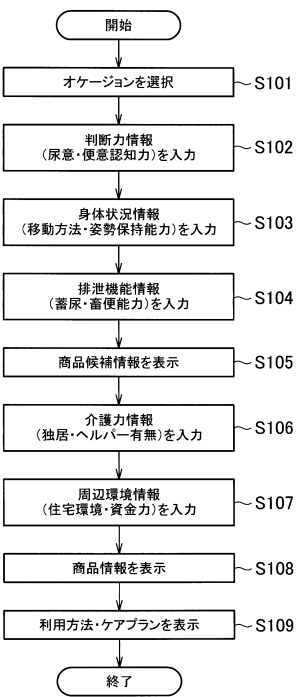 開始
オケージョンを選択
S101
判断力情報
(尿意・便意認知力)を入力
S102
身体状況情報
(移動方法・姿勢保持能力)を入力
S103
排泄機能情報
(蓄尿・畜便能力)を入力
S104
商品候補情報を表示
S105
介護力情報
(独居・ヘルパー有無)を入力
S106
周辺環境情報
(住宅環境・資金力)を入力
S107
商品情報を表示
S108
利用方法・ケアプランを表示
S109
終了